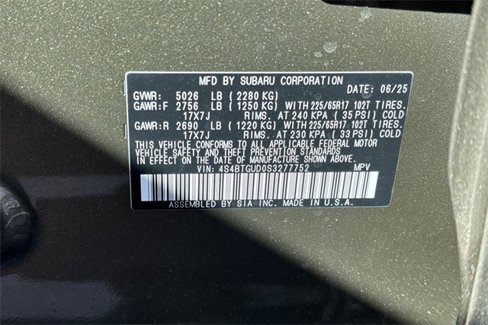 MFD BY SUBARU CORPORATION
GVWR: 5026 LB (2280 KG) DATE: 06/25
GAWR:F 2756 LB (1250 KG) WITH 225/65R17 102T TIRES.
17X7J RIMS. AT 240 KPA (35 PSI) COLD
GAWR:R 2690 LB (1220 KG) WITH 225/65R17 102T TIRES.
17X7J RIMS. AT 230 KPA (33 PSI) COLD
THIS VEHICLE CONFORMS TO ALL APPLICABLE FEDERAL MOTOR
VEHICLE SAFETY AND THEFT PREVENTION STANDARDS IN EFFECT
ON THE DATE OF MANUFACTURE SHOWN ABOVE.
VIN: 4S4BTGUD0S3277752 MPV
ASSEMBLED BY SIA INC. MADE IN U.S.A.